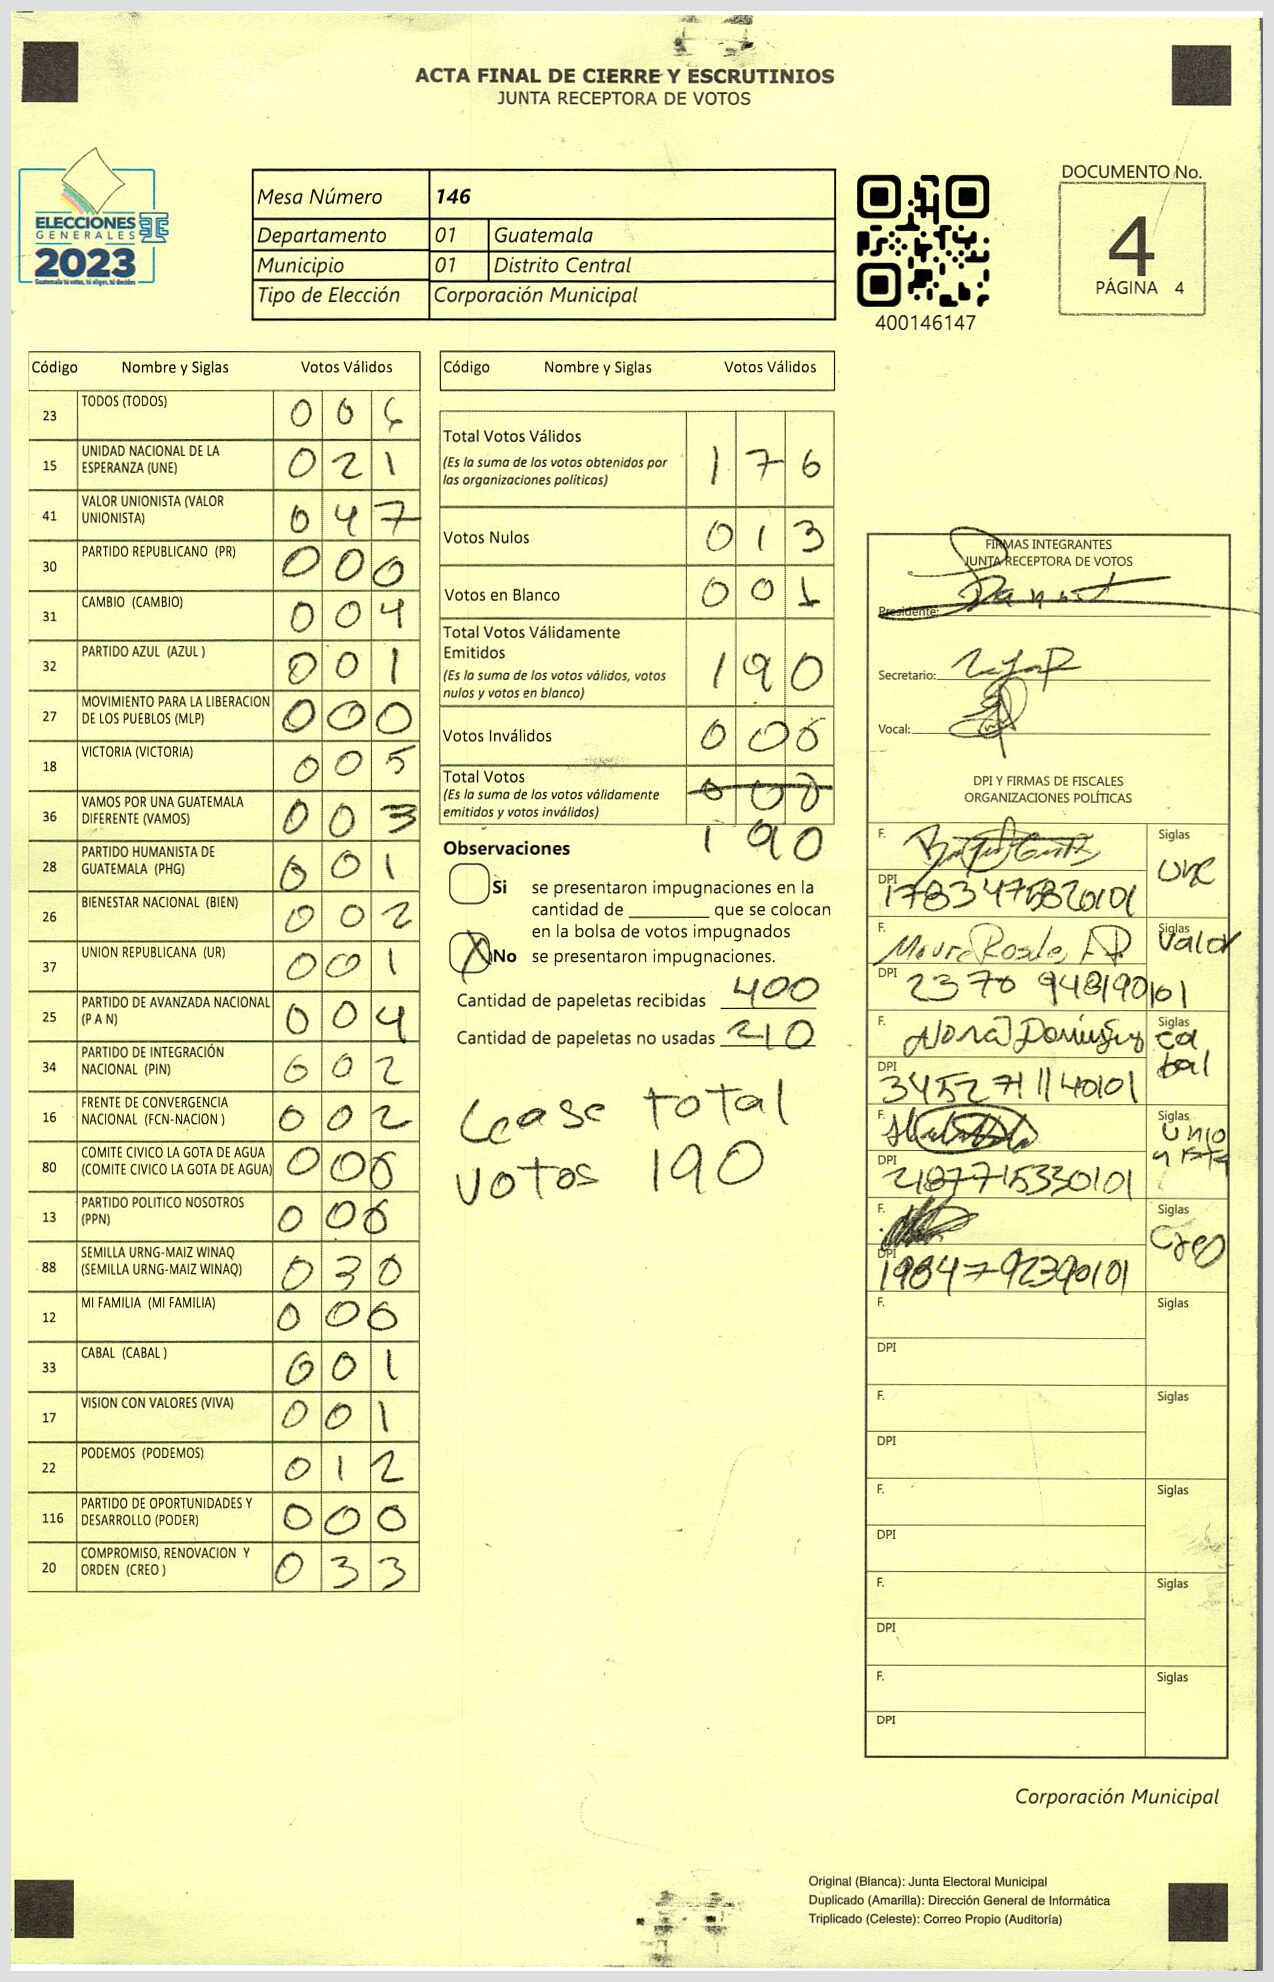 ACTA FINAL DE CIERRE Y ESCRUTINIOS
JUNTA RECEPTORA DE VOTOS
ELECCIONES
GENERALES
2023
Guatemala tú votas, tú eliges, tú decides
Mesa Número 146
Departamento 01 Guatemala
Municipio 01 Distrito Central
Tipo de Elección Corporación Municipal
400146147
DOCUMENTO No.
4
PÁGINA 4
Código Nombre y Siglas Votos Válidos
23 TODOS (TODOS) 0 0 6
15 UNIDAD NACIONAL DE LA ESPERANZA (UNE) 0 2 1
41 VALOR UNIONISTA (VALOR UNIONISTA) 0 4 7
30 PARTIDO REPUBLICANO (PR) 0 0 0
31 CAMBIO (CAMBIO) 0 0 4
32 PARTIDO AZUL (AZUL ) 0 0 1
27 MOVIMIENTO PARA LA LIBERACION DE LOS PUEBLOS (MLP) 0 0 0
18 VICTORIA (VICTORIA) 0 0 5
36 VAMOS POR UNA GUATEMALA DIFERENTE (VAMOS) 0 0 3
28 PARTIDO HUMANISTA DE GUATEMALA (PHG) 0 0 1
26 BIENESTAR NACIONAL (BIEN) 0 0 2
37 UNION REPUBLICANA (UR) 0 0 1
25 PARTIDO DE AVANZADA NACIONAL (P A N) 0 0 4
34 PARTIDO DE INTEGRACIÓN NACIONAL (PIN) 0 0 2
16 FRENTE DE CONVERGENCIA NACIONAL (FCN-NACION ) 0 0 2
80 COMITE CIVICO LA GOTA DE AGUA (COMITE CIVICO LA GOTA DE AGUA) 0 0
13 PARTIDO POLITICO NOSOTROS (PPN) 0 0
88 SEMILLA URNG-MAIZ WINAQ (SEMILLA URNG-MAIZ WINAQ) 0 3 0
12 MI FAMILIA (MI FAMILIA) 0 0 0
33 CABAL (CABAL ) 0 0 1
17 VISION CON VALORES (VIVA) 0 0 1
22 PODEMOS (PODEMOS) 0 1 2
116 PARTIDO DE OPORTUNIDADES Y DESARROLLO (PODER) 0 0 0
20 COMPROMISO, RENOVACION Y ORDEN (CREO ) 0 3 3
Código Nombre y Siglas Votos Válidos
Total Votos Válidos 1 7 6
(Es la suma de los votos obtenidos por
las organizaciones políticas)
Votos Nulos 0 1 3
Votos en Blanco 0 0 1
Total Votos Válidamente
Emitidos 1 9 0
(Es la suma de los votos válidos, votos
nulos y votos en blanco)
Votos Inválidos 0 0 0
Total Votos 0 0 0
(Es la suma de los votos válidamente
emitidos y votos inválidos)
1 9 0
Observaciones
Si se presentaron impugnaciones en la
cantidad de ________ que se colocan
en la bolsa de votos impugnados
X No se presentaron impugnaciones.
Cantidad de papeletas recibidas 400
Cantidad de papeletas no usadas 210
Lease total
votos 190
FIRMAS INTEGRANTES
JUNTA RECEPTORA DE VOTOS
Presidente:
Secretario:
Vocal:
DPI Y FIRMAS DE FISCALES
ORGANIZACIONES POLÍTICAS
F. Siglas
une
DPI 1783475820101
F. Siglas
Valor
DPI 2370 948190101
F. Siglas
Ca
bal
DPI 3452711140101
F. Siglas
Unio
nista
DPI 2187715330101
F. Siglas
Creo
DPI 1984792390101
F. Siglas
DPI
F. Siglas
DPI
F. Siglas
DPI
F. Siglas
DPI
F. Siglas
DPI
Corporación Municipal
Original (Blanca): Junta Electoral Municipal
Duplicado (Amarilla): Dirección General de Informática
Triplicado (Celeste): Correo Propio (Auditoría)